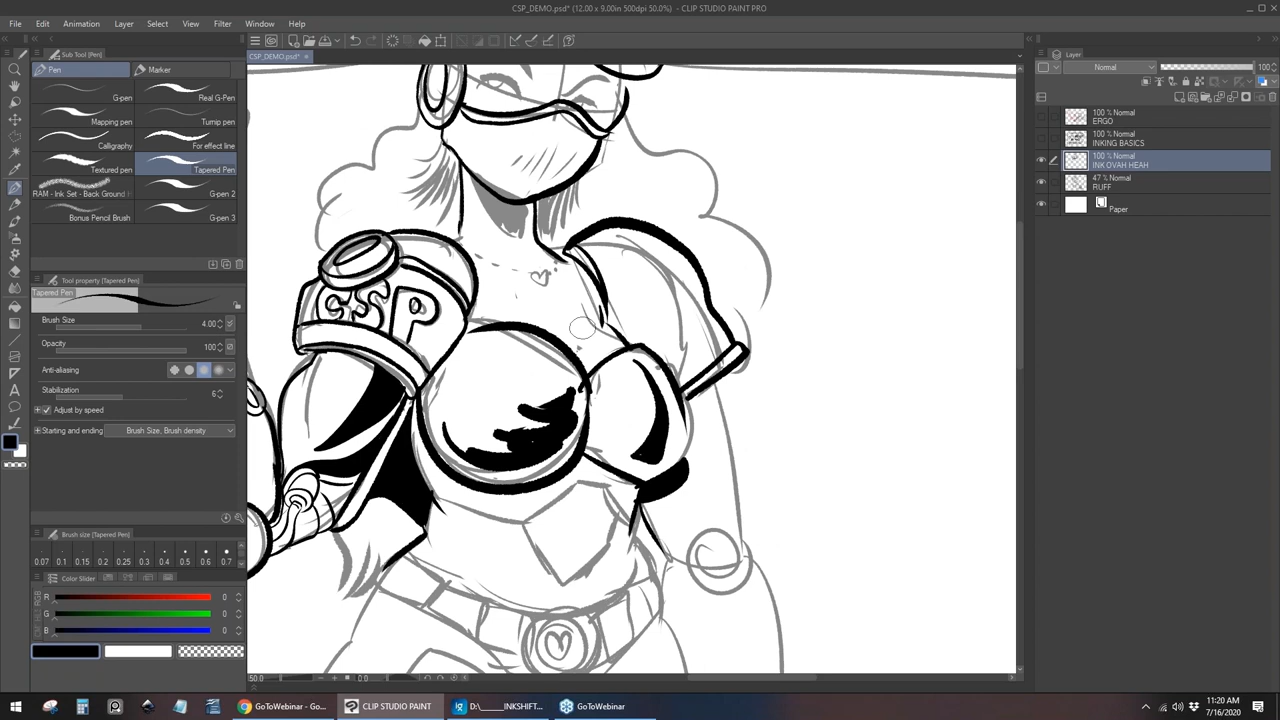 CSP_DEMO.psd* (12.00 x 9.00in 500dpi 50.0%) - CLIP STUDIO PAINT PRO
File Edit Animation Layer Select View Filter Window Help
Sub Tool [Pen]
CSP_DEMO.psd*
Layer
Pen Marker
Normal 100
G-pen Real G-Pen
Mapping pen Turnip pen
Calligraphy For effect line
Textured pen Tapered Pen
RAM - Ink Set - Back Ground G-pen 2
Bonus Pencil Brush G-pen 3
100 % Normal
ERGO
100 % Normal
INKING BASICS
100 % Normal
INK OVAH HEAH
47 % Normal
RUFF
Paper
Tool property [Tapered Pen]
Tapered Pen
Brush Size 4.00
Opacity 100
Anti-aliasing
Stabilization 6
Adjust by speed
Starting and ending Brush Size, Brush density
CSP
Brush size [Tapered Pen]
0.07 0.1 0.15 0.2 0.25 0.3 0.4 0.5 0.6 0.7
Color Slider
R 0
G 0
B 0
50.0 0.0
GoToWebinar - Go... CLIP STUDIO PAINT D:\_____INKSHIFT... GoToWebinar
11:20 AM
7/16/2020